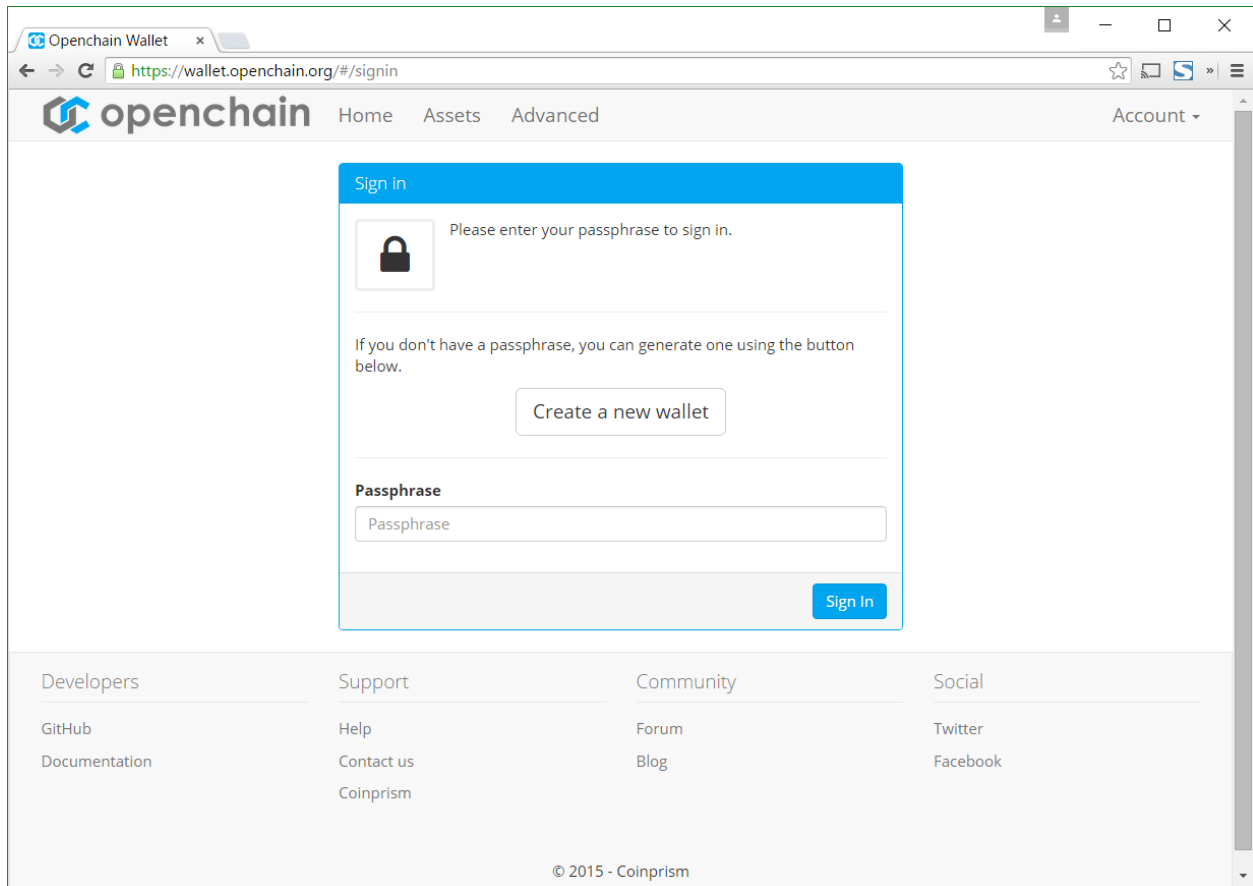 Openchain Wallet
https://wallet.openchain.org/#/signin
openchain Home Assets Advanced Account
Sign in
Please enter your passphrase to sign in.
If you don't have a passphrase, you can generate one using the button
below.
Create a new wallet
Passphrase
Passphrase
Sign In
Developers Support Community Social
GitHub Help Forum Twitter
Documentation Contact us Blog Facebook
Coinprism
© 2015 - Coinprism